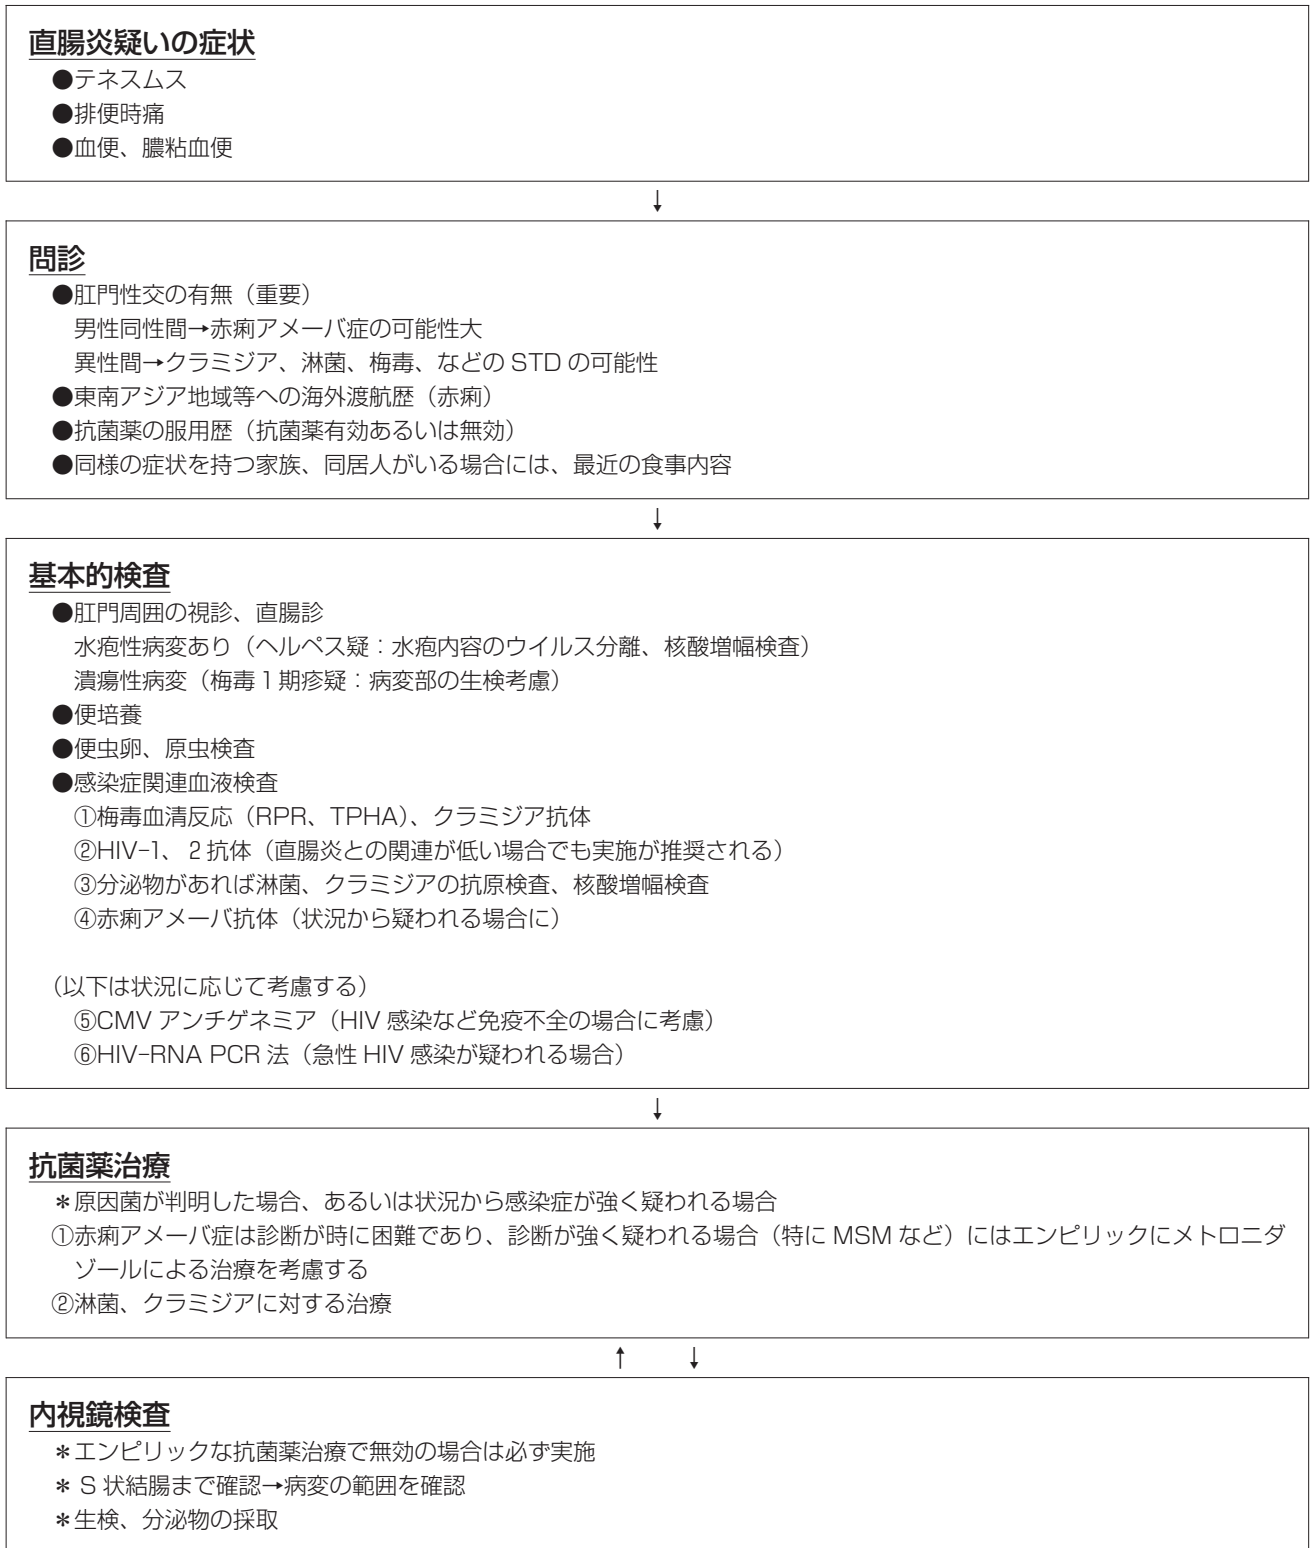 直腸炎疑いの症状
●テネスムス
●排便時痛
●血便、膿粘血便
↓
問診
●肛門性交の有無（重要）
男性同性間→赤痢アメーバ症の可能性大
異性間→クラミジア、淋菌、梅毒、などの STD の可能性
●東南アジア地域等への海外渡航歴（赤痢）
●抗菌薬の服用歴（抗菌薬有効あるいは無効）
●同様の症状を持つ家族、同居人がいる場合には、最近の食事内容
↓
基本的検査
●肛門周囲の視診、直腸診
水疱性病変あり（ヘルペス疑：水疱内容のウイルス分離、核酸増幅検査）
潰瘍性病変（梅毒１期疹疑：病変部の生検考慮）
●便培養
●便虫卵、原虫検査
●感染症関連血液検査
①梅毒血清反応（RPR、TPHA）、クラミジア抗体
②HIV-1、２抗体（直腸炎との関連が低い場合でも実施が推奨される）
③分泌物があれば淋菌、クラミジアの抗原検査、核酸増幅検査
④赤痢アメーバ抗体（状況から疑われる場合に）
（以下は状況に応じて考慮する）
⑤CMV アンチゲネミア（HIV 感染など免疫不全の場合に考慮）
⑥HIV-RNA PCR 法（急性 HIV 感染が疑われる場合）
↓
抗菌薬治療
＊原因菌が判明した場合、あるいは状況から感染症が強く疑われる場合
①赤痢アメーバ症は診断が時に困難であり、診断が強く疑われる場合（特に MSM など）にはエンピリックにメトロニダ
ゾールによる治療を考慮する
②淋菌、クラミジアに対する治療
↑ ↓
内視鏡検査
＊エンピリックな抗菌薬治療で無効の場合は必ず実施
＊ S 状結腸まで確認→病変の範囲を確認
＊生検、分泌物の採取